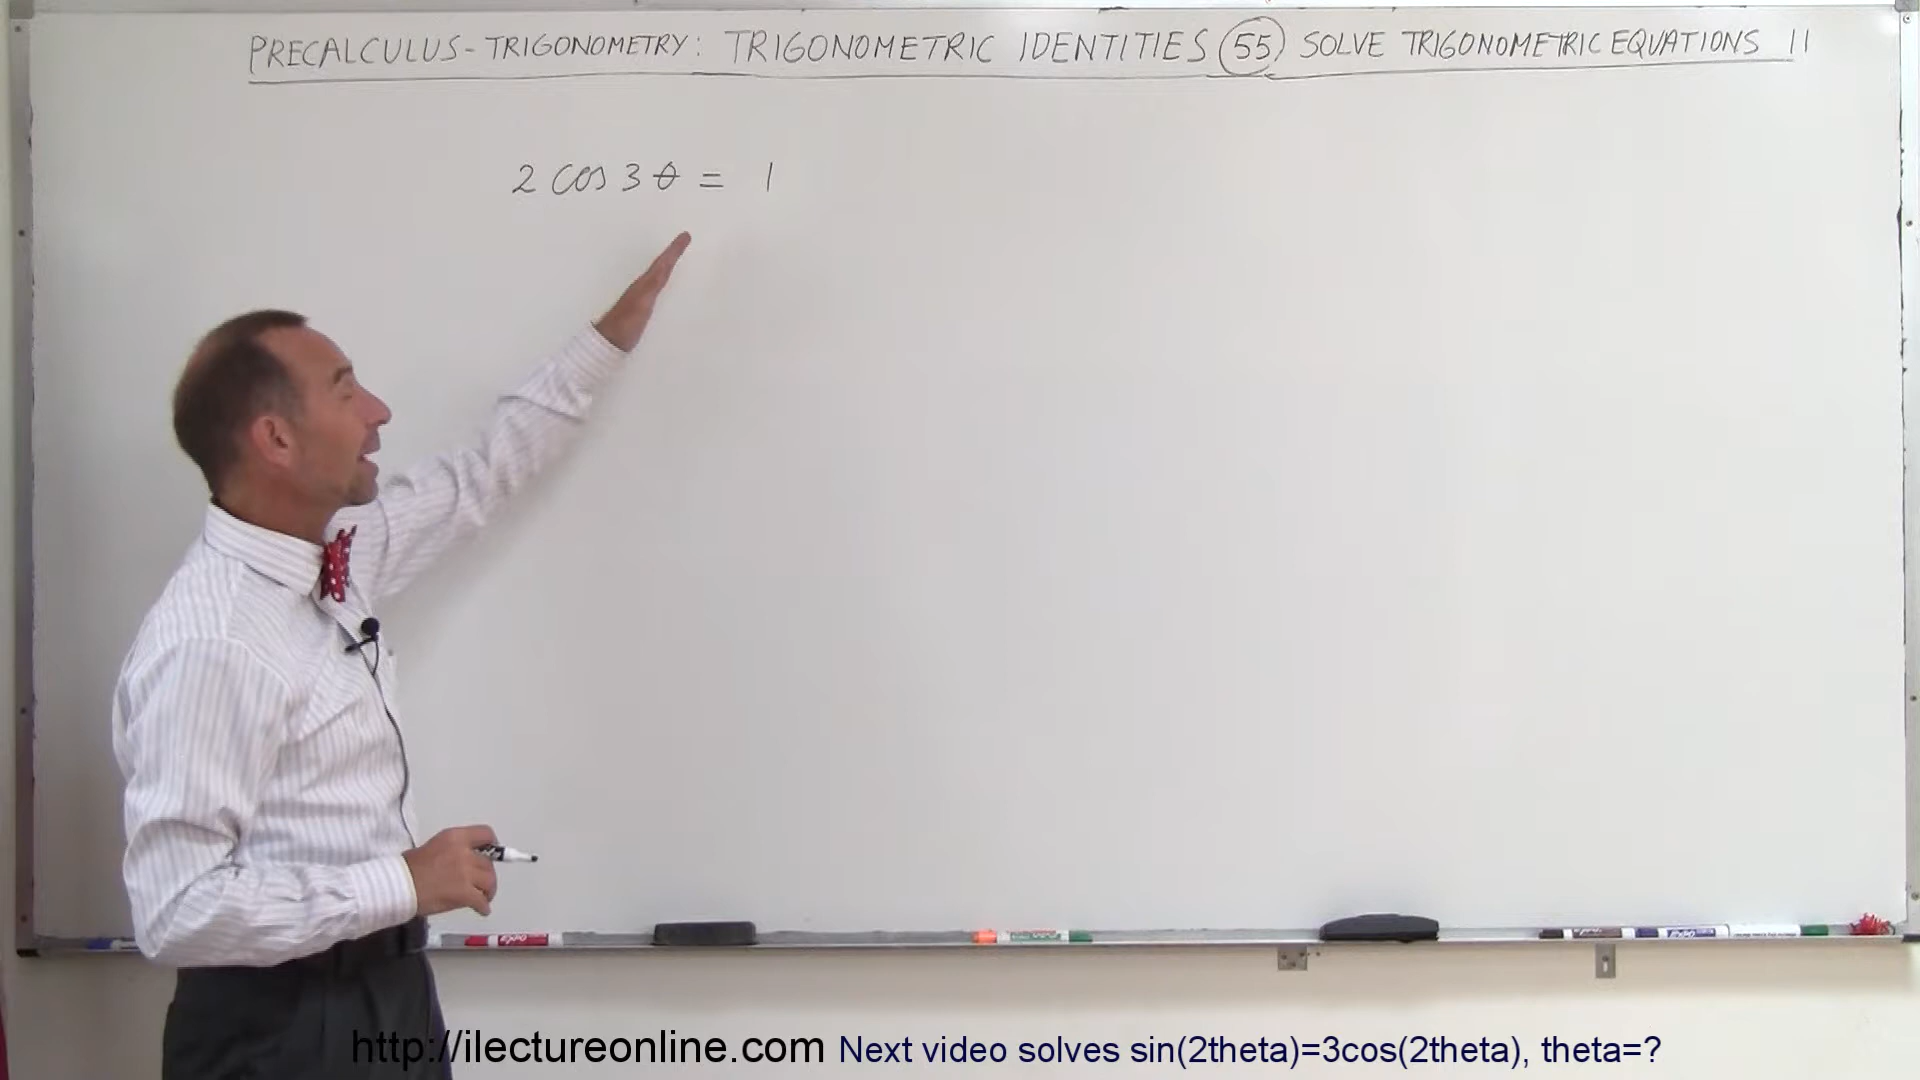 PRECALCULUS - TRIGONOMETRY: TRIGONOMETRIC IDENTITIES 55 SOLVE TRIGONOMETRIC EQUATIONS 11
2 cos 3 θ = 1
http://ilectureonline.com Next video solves sin(2theta)=3cos(2theta), theta=?